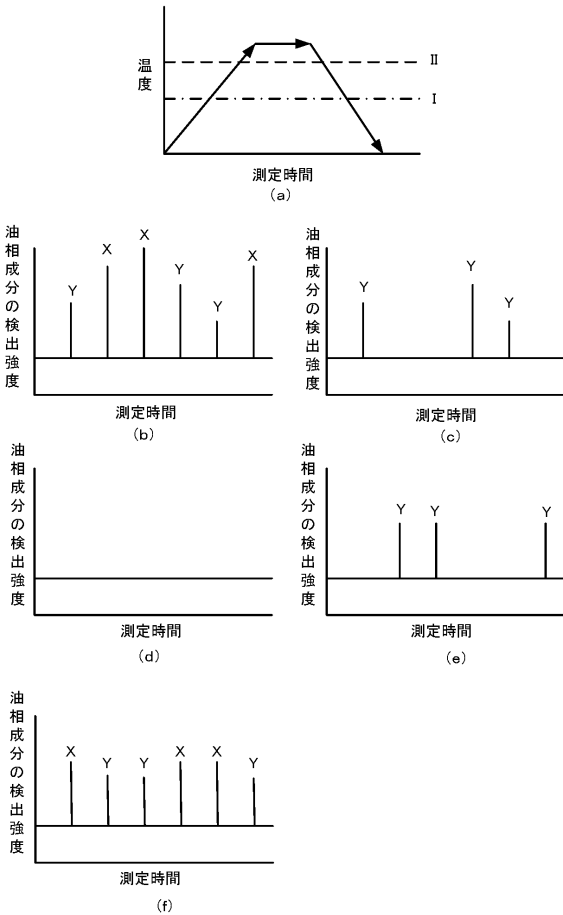 温度
II
I
測定時間
(a)
油相成分の検出強度
Y
X
X
Y
Y
X
測定時間
(b)
油相成分の検出強度
Y
Y
Y
測定時間
(c)
油相成分の検出強度
測定時間
(d)
油相成分の検出強度
Y
Y
Y
測定時間
(e)
油相成分の検出強度
X
Y
Y
X
X
Y
測定時間
(f)